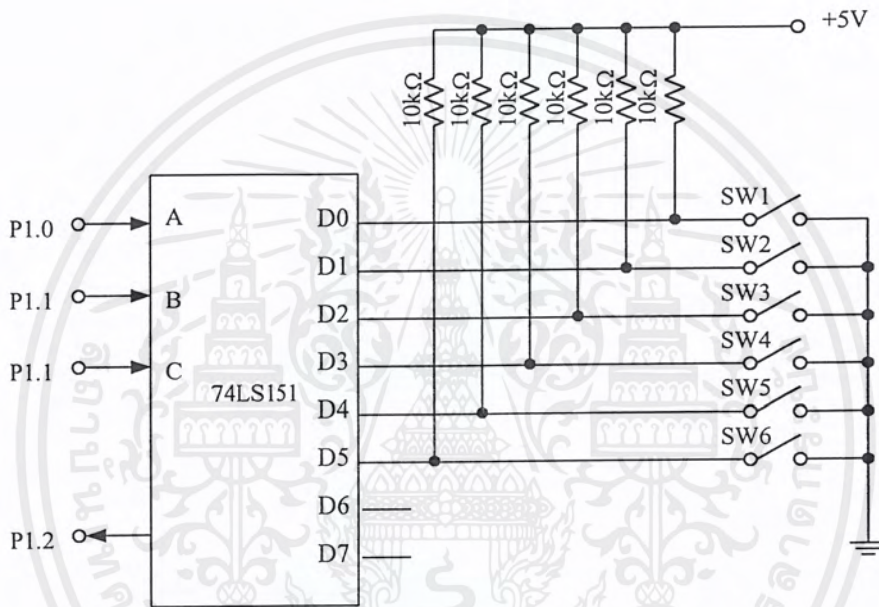 +5V
10kΩ 10kΩ 10kΩ 10kΩ 10kΩ 10kΩ
P1.0 A D0 SW1
D1 SW2
P1.1 B D2 SW3
P1.1 C D3 SW4
74LS151 D4 SW5
D5 SW6
D6
P1.2 D7